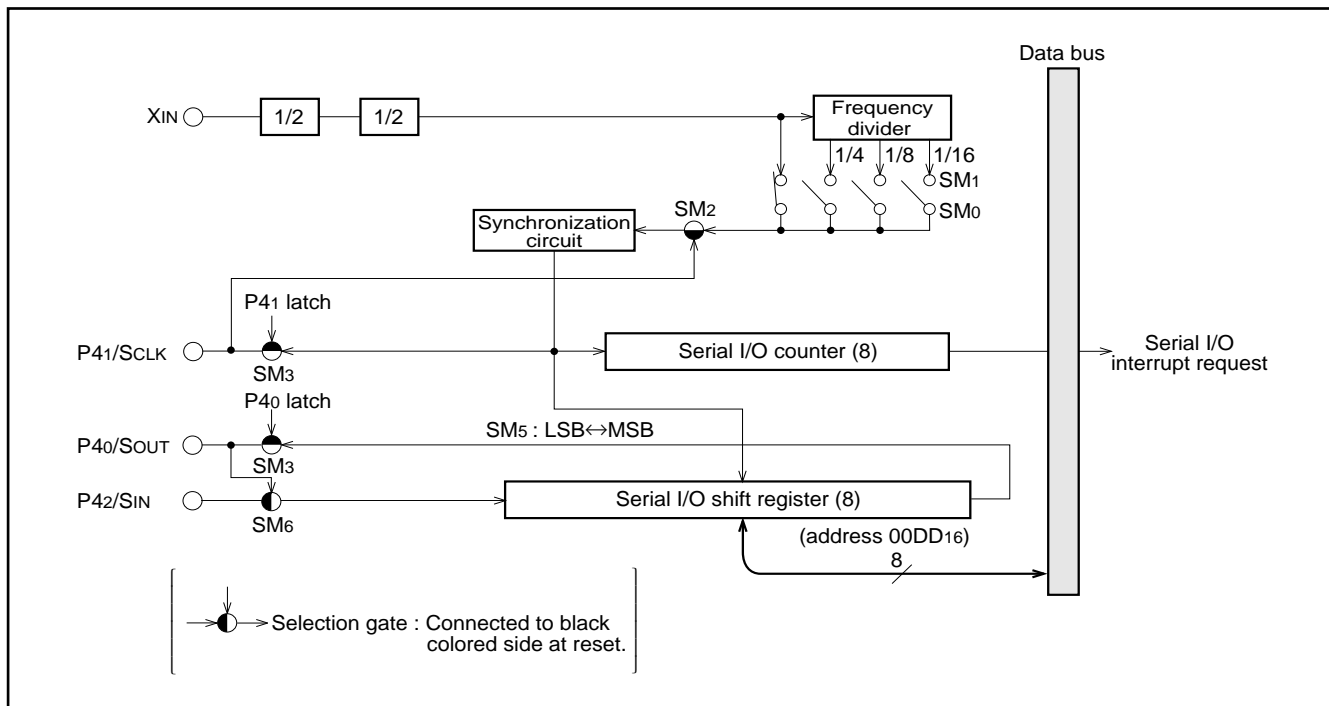 Data bus
XIN
1/2
1/2
Frequency
divider
1/4
1/8
1/16
SM1
SM0
SM2
Synchronization
circuit
P41 latch
P41/SCLK
SM3
Serial I/O counter (8)
Serial I/O
interrupt request
P40 latch
SM5 : LSB↔MSB
P40/SOUT
SM3
P42/SIN
SM6
Serial I/O shift register (8)
(address 00DD16)
8
Selection gate : Connected to black
colored side at reset.